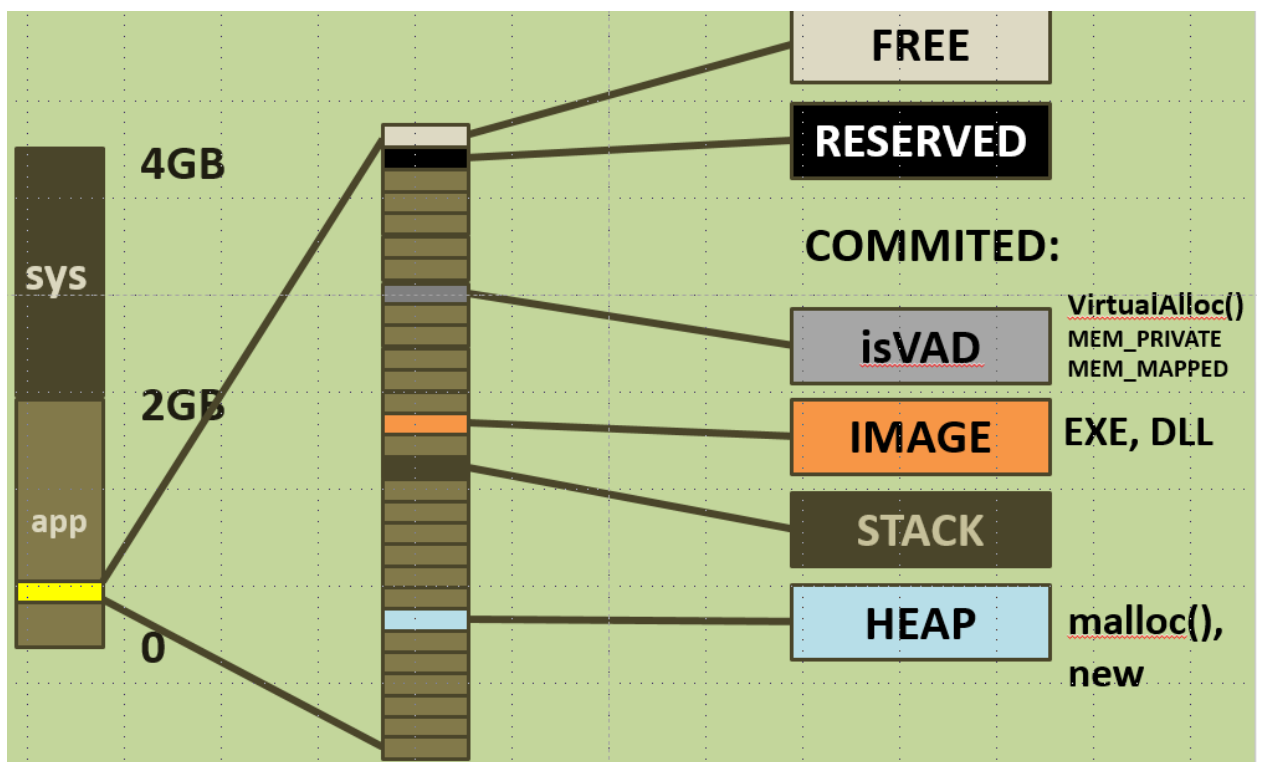 FREE
4GB
RESERVED
sys
COMMITED:
VirtualAlloc()
isVAD
MEM_PRIVATE
MEM_MAPPED
2GB
IMAGE
EXE, DLL
app
STACK
0
HEAP
malloc(),
new